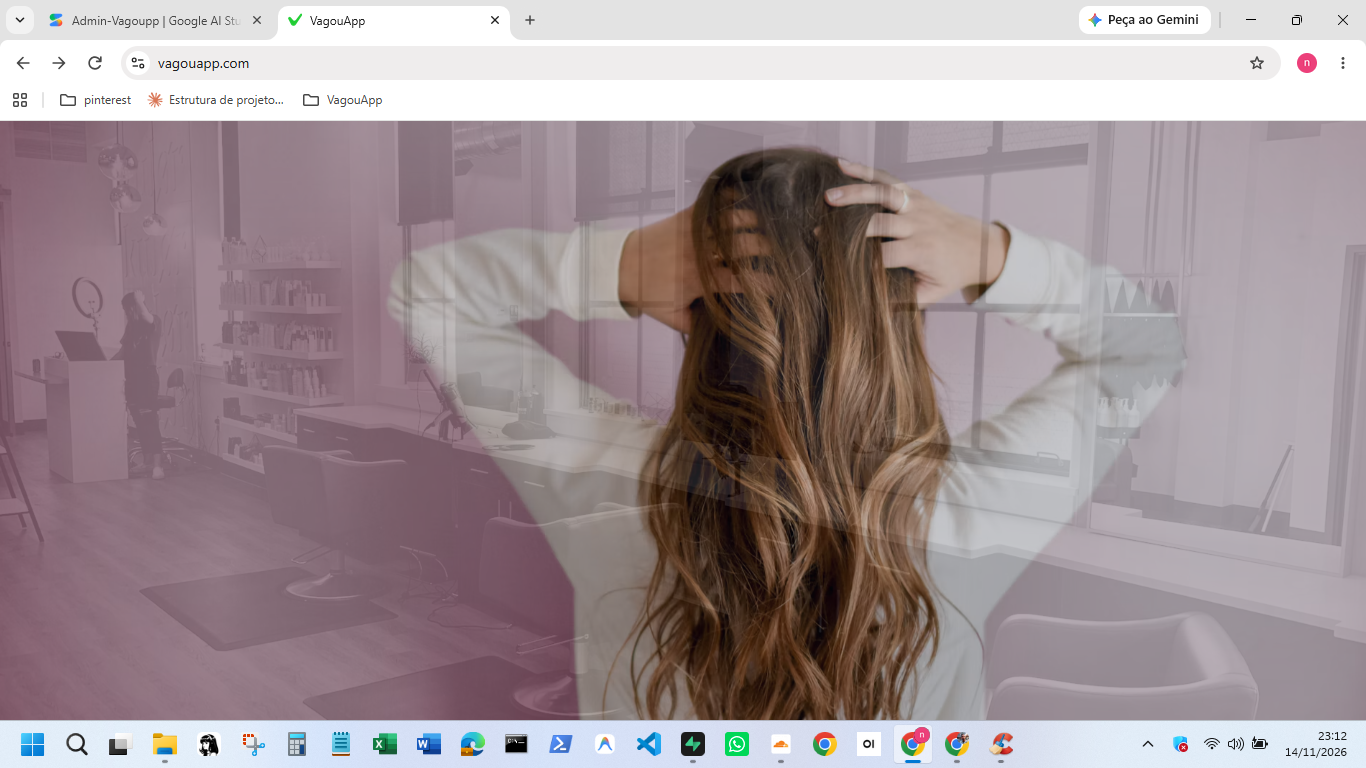 Admin-Vagoupp | Google AI Stu
VagouApp
Peça ao Gemini
vagouapp.com
n
pinterest
Estrutura de projeto...
VagouApp
n
OI
23:12
14/11/2026